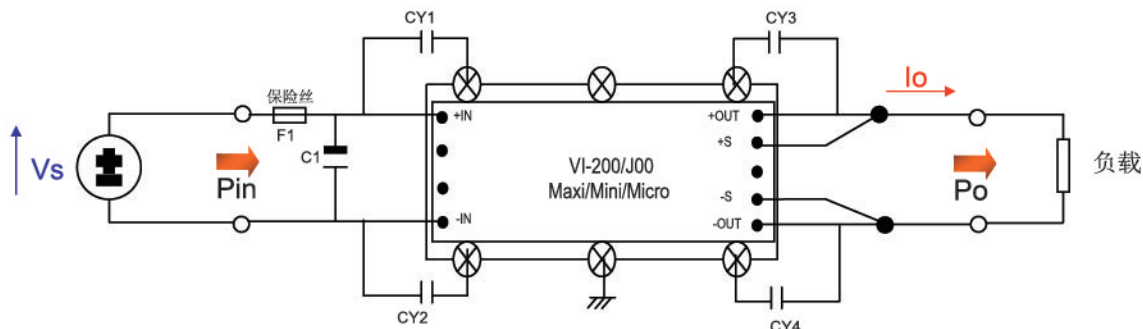 CY1
CY3
Io
保险丝
F1
+IN
+OUT
+S
Vs
Pin
C1
VI-200/J00
Maxi/Mini/Micro
Po
负载
-S
-IN
-OUT
CY2
CY4